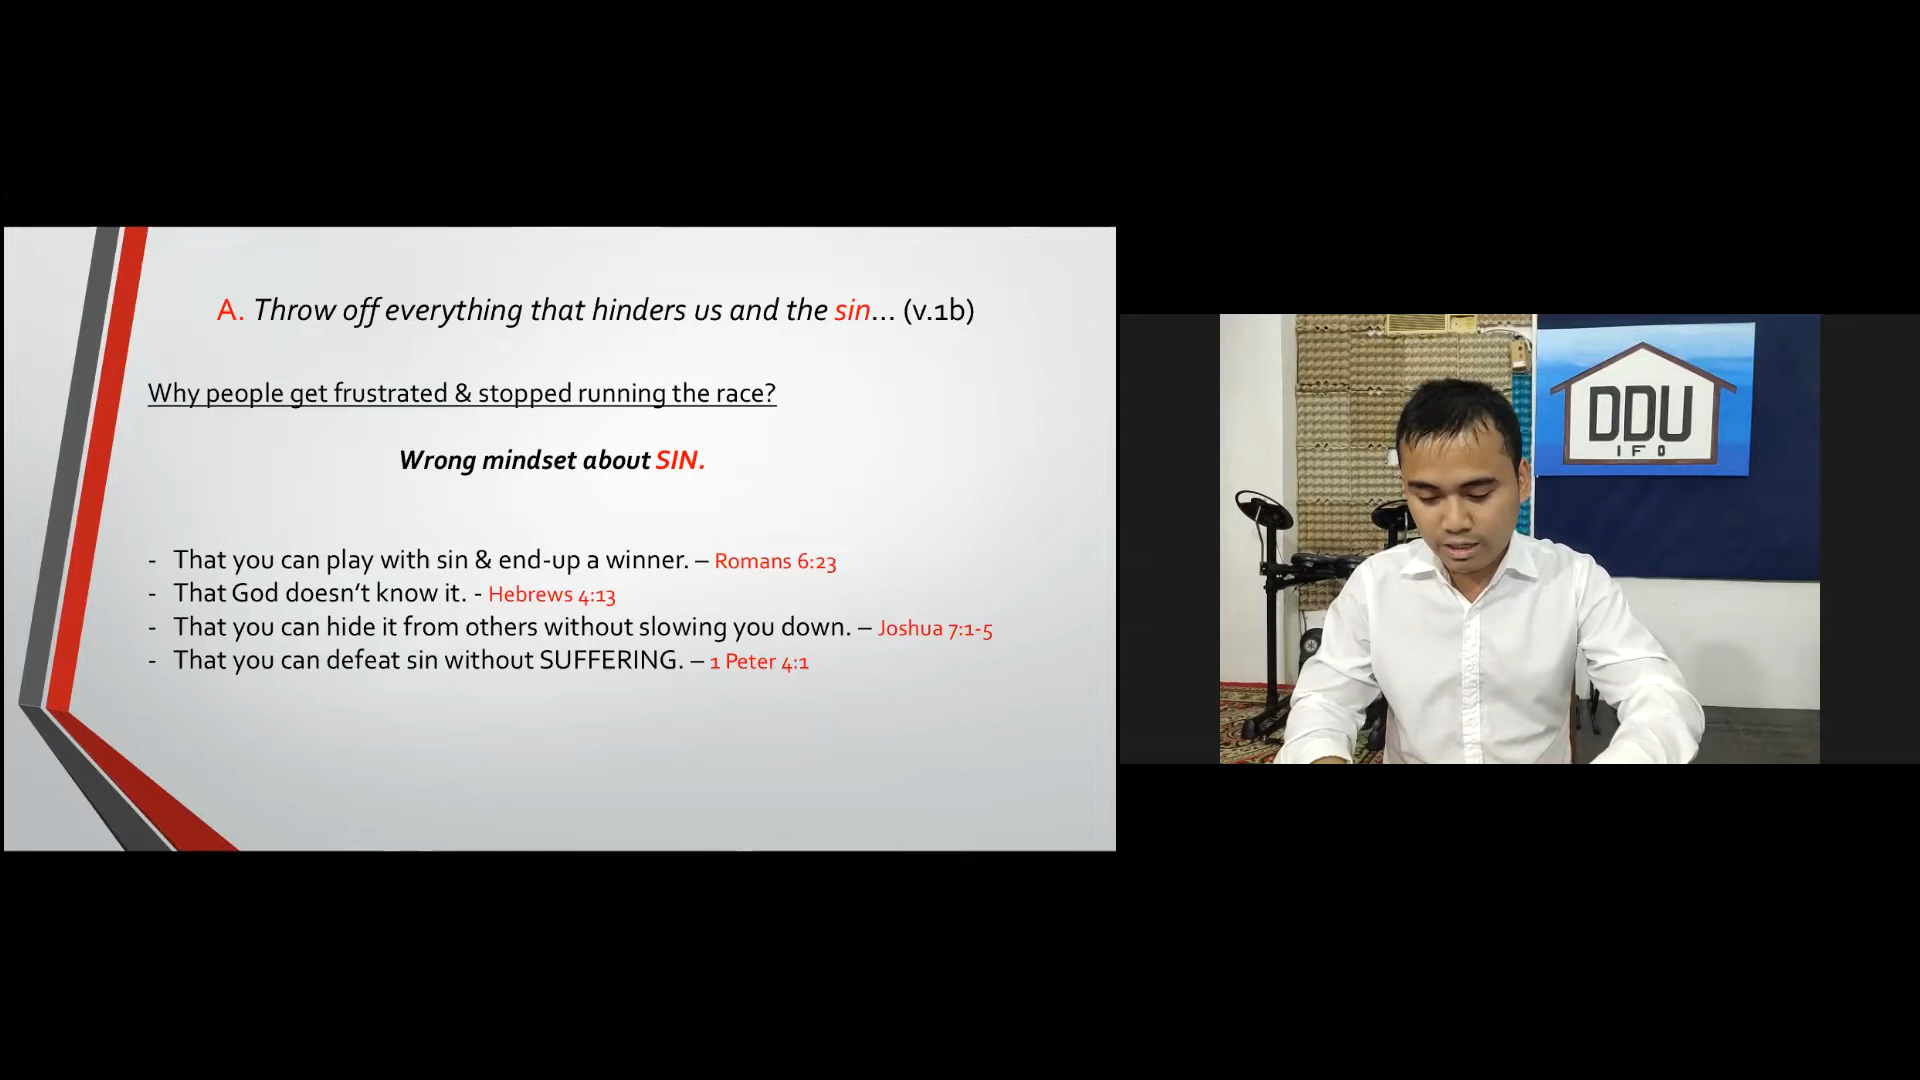 A. Throw off everything that hinders us and the sin... (v.1b)
Why people get frustrated & stopped running the race?
Wrong mindset about SIN.
- That you can play with sin & end-up a winner. – Romans 6:23
- That God doesn't know it. - Hebrews 4:13
- That you can hide it from others without slowing you down. – Joshua 7:1-5
- That you can defeat sin without SUFFERING. – 1 Peter 4:1
DDU
IFO